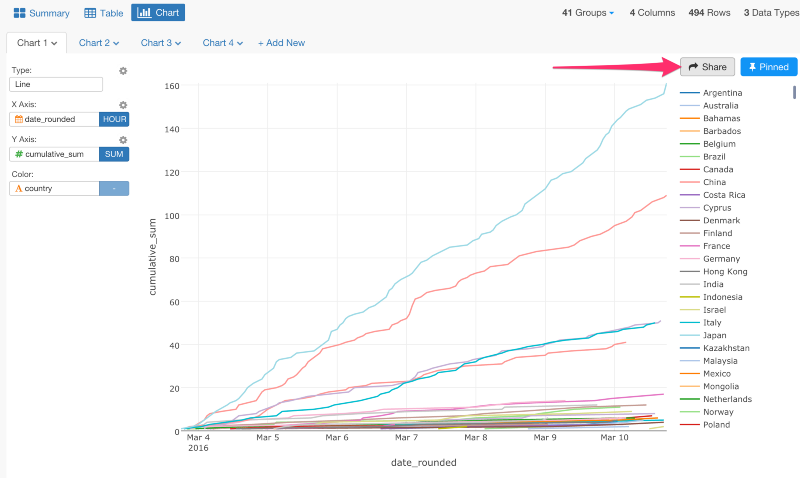 Summary Table Chart 41 Groups 4 Columns 494 Rows 3 Data Types
Chart 1 Chart 2 Chart 3 Chart 4 + Add New
Share Pinned
Type:
Line
X Axis:
date_rounded HOUR
Y Axis:
# cumulative_sum SUM
Color:
A country -
cumulative_sum
160
140
120
100
80
60
40
20
0
Mar 4 Mar 5 Mar 6 Mar 7 Mar 8 Mar 9 Mar 10
2016
date_rounded
Argentina
Australia
Bahamas
Barbados
Belgium
Brazil
Canada
China
Costa Rica
Cyprus
Denmark
Finland
France
Germany
Hong Kong
India
Indonesia
Israel
Italy
Japan
Kazakhstan
Malaysia
Mexico
Mongolia
Netherlands
Norway
Poland